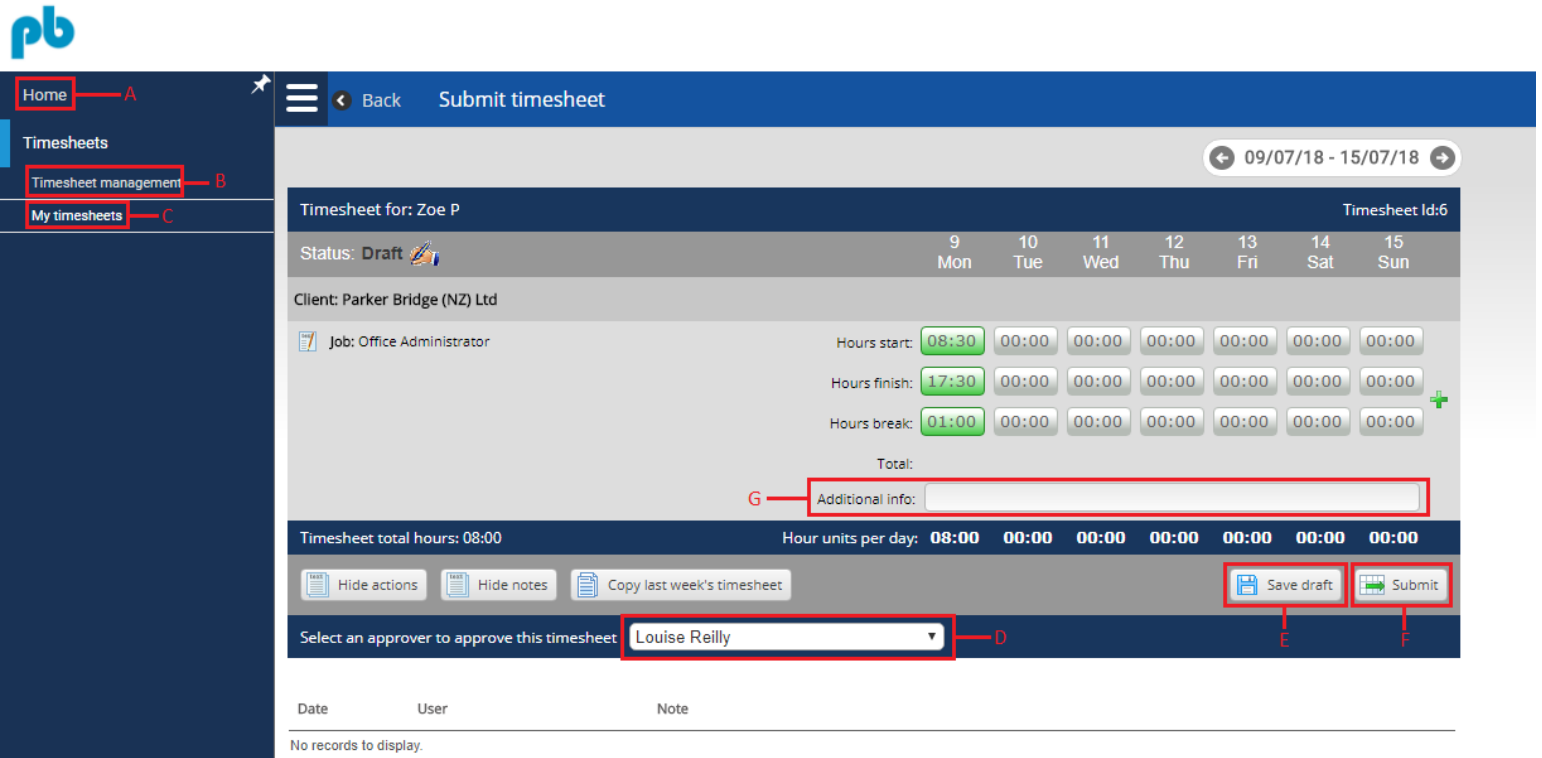 pb
Home A
Timesheets
Timesheet management B
My timesheets C
Back Submit timesheet
09/07/18 - 15/07/18
Timesheet for: Zoe P Timesheet Id:6
Status: Draft 9 10 11 12 13 14 15
Mon Tue Wed Thu Fri Sat Sun
Client: Parker Bridge (NZ) Ltd
Job: Office Administrator Hours start: 08:30 00:00 00:00 00:00 00:00 00:00 00:00
Hours finish: 17:30 00:00 00:00 00:00 00:00 00:00 00:00
Hours break: 01:00 00:00 00:00 00:00 00:00 00:00 00:00
Total:
G Additional info:
Timesheet total hours: 08:00 Hour units per day: 08:00 00:00 00:00 00:00 00:00 00:00 00:00
Hide actions Hide notes Copy last week's timesheet Save draft Submit
Select an approver to approve this timesheet Louise Reilly D E F
Date User Note
No records to display.